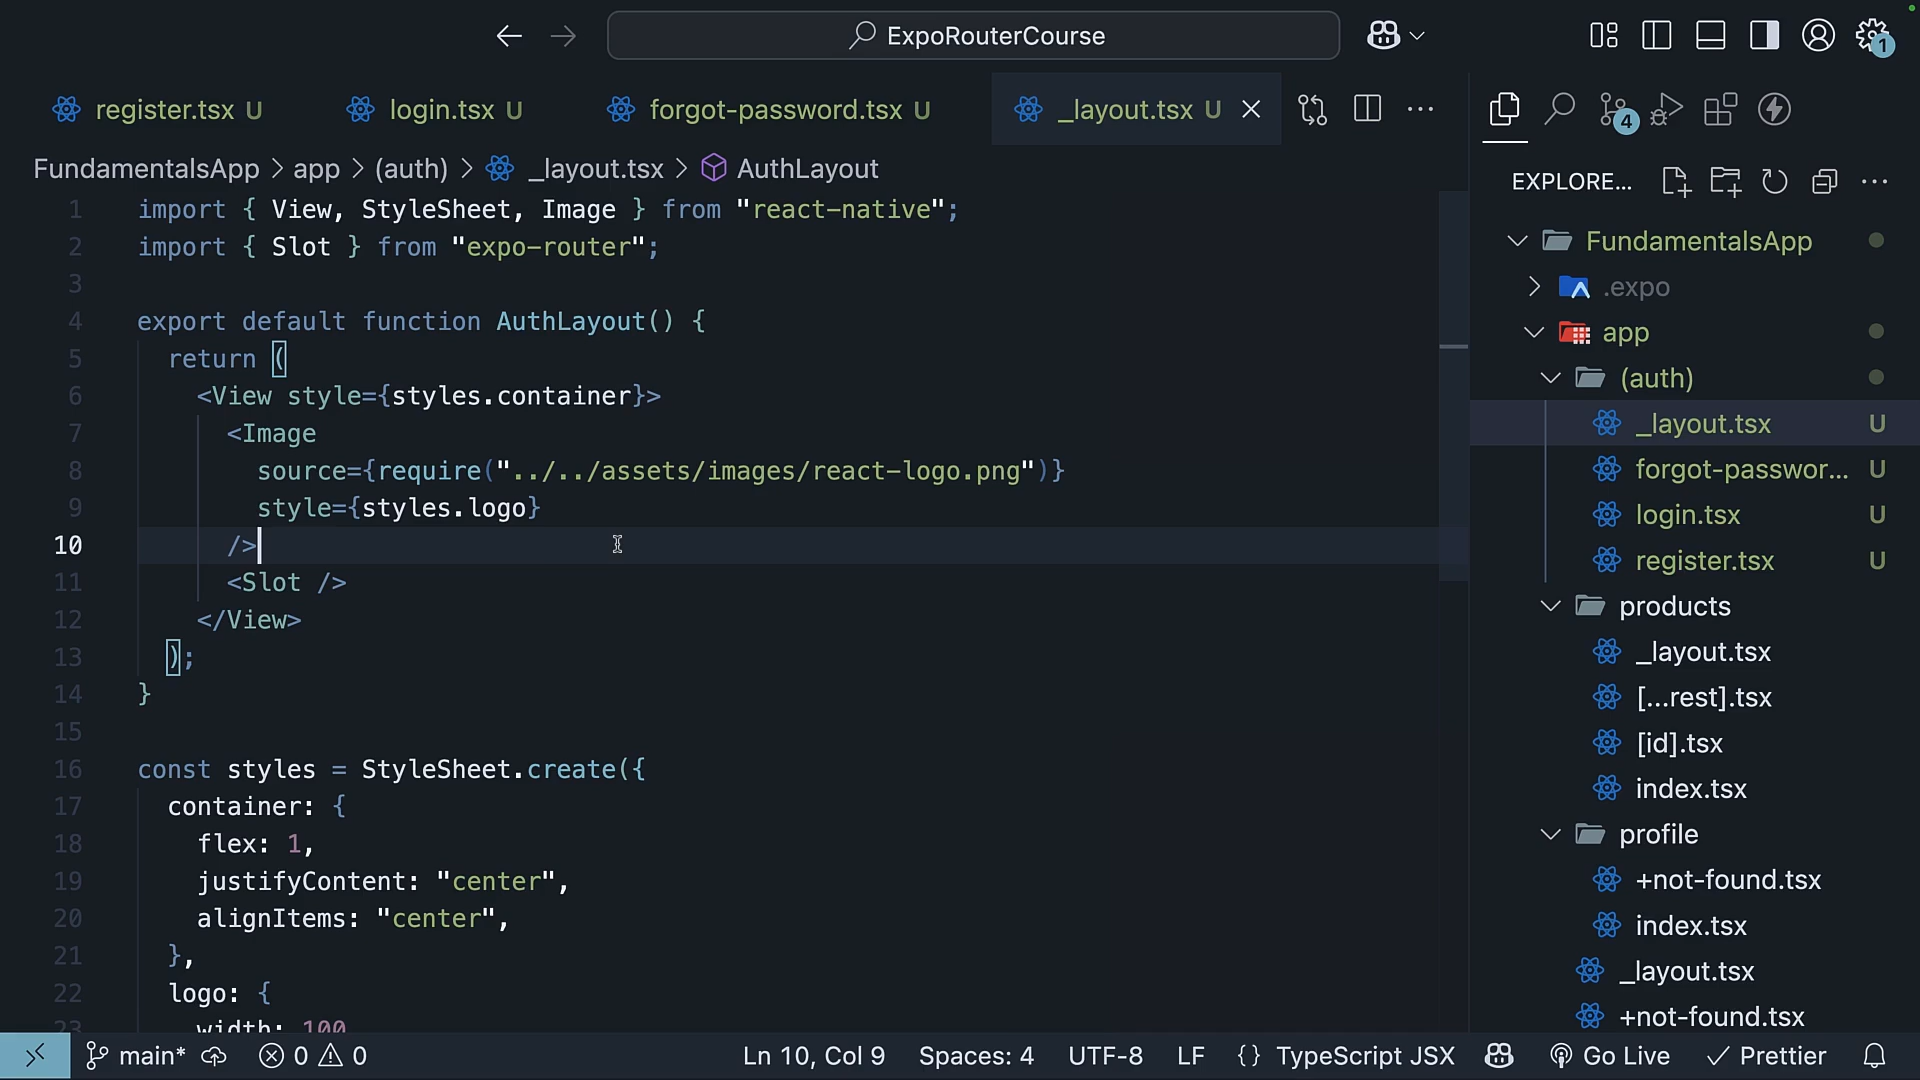 ExpoRouterCourse
1
register.tsx U
login.tsx U
forgot-password.tsx U
_layout.tsx U
4
FundamentalsApp > app > (auth) > _layout.tsx > AuthLayout
EXPLORE...
1 import { View, StyleSheet, Image } from "react-native";
2 import { Slot } from "expo-router";
3
4 export default function AuthLayout() {
5 return (
6 <View style={styles.container}>
7 <Image
8 source={require("../../assets/images/react-logo.png")}
9 style={styles.logo}
10 />
11 <Slot />
12 </View>
13 );
14 }
15
16 const styles = StyleSheet.create({
17 container: {
18 flex: 1,
19 justifyContent: "center",
20 alignItems: "center",
21 },
22 logo: {
23 width: 100
FundamentalsApp
.expo
app
(auth)
_layout.tsx U
forgot-passwor... U
login.tsx U
register.tsx U
products
_layout.tsx
[...rest].tsx
[id].tsx
index.tsx
profile
+not-found.tsx
index.tsx
_layout.tsx
+not-found.tsx
main* 0 0 Ln 10, Col 9 Spaces: 4 UTF-8 LF {} TypeScript JSX Go Live Prettier